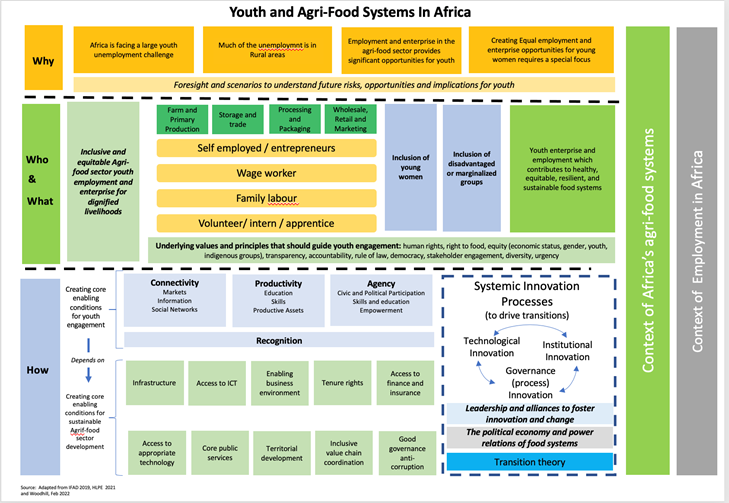 Youth and Agri-Food Systems In Africa
Why
Africa is facing a large youth
unemployment challenge
Much of the unemploymnt is in
Rural areas
Employment and enterprise in the
agri-food sector provides
significant opportunities for youth
Creating Equal employment and
enterprise opportunities for young
women requires a special focus
Foresight and scenarios to understand future risks, opportunities and implications for youth
Who
&
What
Inclusive and
equitable Agri-
food sector youth
employment and
enterprise for
dignified
livelihoods
Farm and
Primary
Production
Storage and
trade
Processing
and
Packaging
Wholesale,
Retail and
Marketing
Self employed / entrepreneurs
Wage worker
Family labour
Volunteer/ intern / apprentice
Inclusion of
young
women
Inclusion of
disadvantaged
or marginalized
groups
Youth enterprise and
employment which
contributes to healthy,
equitable, resilient, and
sustainable food systems
Underlying values and principles that should guide youth engagement: human rights, right to food, equity (economic status, gender, youth,
indigenous groups), transparency, accountability, rule of law, democracy, stakeholder engagement, diversity, urgency
How
Creating core
enabling
conditions
for youth
engagement
Depends on
Creating core
enabling
conditions for
sustainable
Agrif-food
sector
development
Connectivity
Markets
Information
Social Networks
Productivity
Education
Skills
Productive Assets
Agency
Civic and Political Participation
Skills and education
Empowerment
Recognition
Infrastructure
Access to ICT
Enabling
business
environment
Tenure rights
Access to
finance and
insurance
Access to
appropriate
technology
Core public
services
Territorial
development
Inclusive
value chain
coordination
Good
governance
anti-
corruption
Systemic Innovation
Processes
(to drive transitions)
Technological
Innovation
Institutional
Innovation
Governance
(process)
Innovation
Leadership and alliances to foster
innovation and change
The political economy and power
relations of food systems
Transition theory
Context of Africa's agri-food systems
Context of Employment in Africa
Source: Adapted from IFAD 2019, HLPE 2021
and Woodhill, Feb 2022